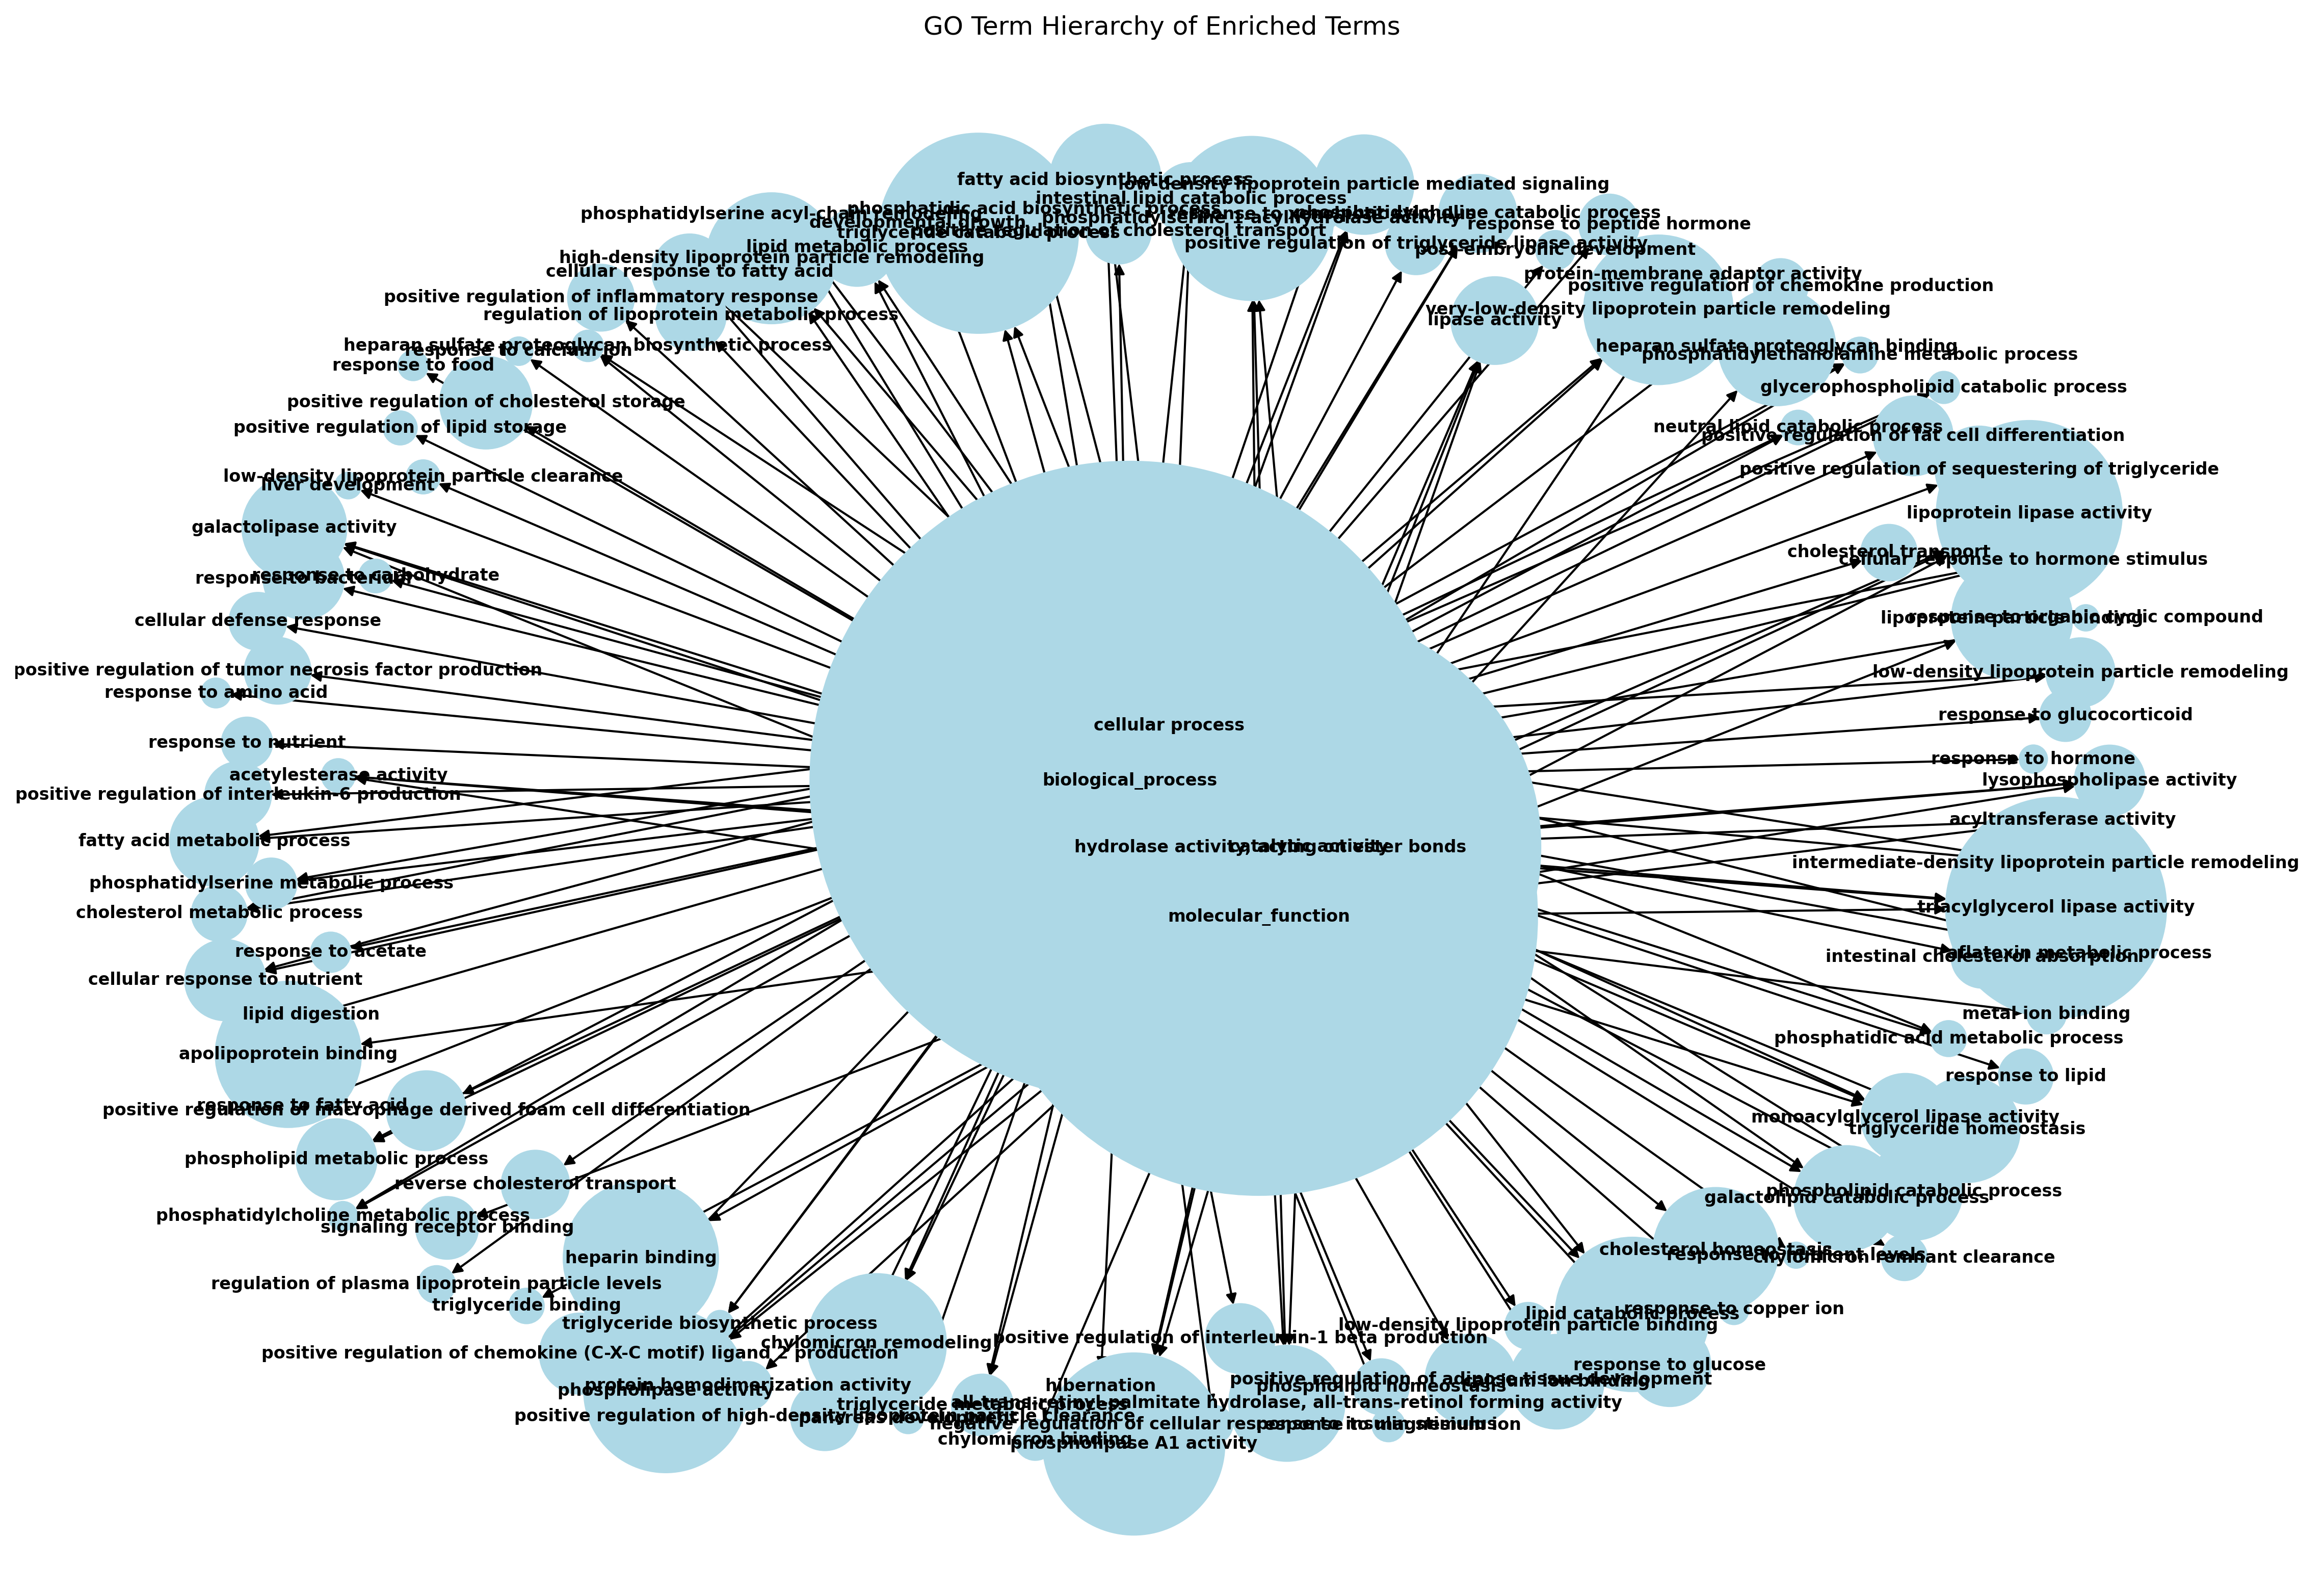 GO Term Hierarchy of Enriched Terms
fatty acid biosynthetic process
low-density lipoprotein particle mediated signaling
intestinal lipid catabolic process
phosphatidic acid biosynthetic process
phosphatidylserine acyl-chain remodeling
phosphatidylcholine catabolic process
phosphatidylserine 1-acylhydrolase activity
developmental growth
response to peptide hormone
triglyceride catabolic process
positive regulation of cholesterol transport
lipid metabolic process
positive regulation of triglyceride lipase activity
post-embryonic development
high-density lipoprotein particle remodeling
cellular response to fatty acid
protein-membrane adaptor activity
positive regulation of chemokine production
positive regulation of inflammatory response
very-low-density lipoprotein particle remodeling
regulation of lipoprotein metabolic process
lipase activity
heparan sulfate proteoglycan biosynthetic process
heparan sulfate proteoglycan binding
response to calcium ion
phosphatidylethanolamine metabolic process
response to food
glycerophospholipid catabolic process
positive regulation of cholesterol storage
positive regulation of lipid storage
neutral lipid catabolic process
positive regulation of fat cell differentiation
positive regulation of sequestering of triglyceride
low-density lipoprotein particle clearance
liver development
lipoprotein lipase activity
galactolipase activity
cholesterol transport
cellular response to hormone stimulus
response to carbohydrate
response to bacterium
lipoprotein particle binding
response to organic cyclic compound
cellular defense response
positive regulation of tumor necrosis factor production
low-density lipoprotein particle remodeling
response to amino acid
response to glucocorticoid
cellular process
response to nutrient
response to hormone
acetylesterase activity
biological_process
lysophospholipase activity
positive regulation of interleukin-6 production
acyltransferase activity
fatty acid metabolic process
hydrolase activity, acting on ester bonds
catalytic activity
intermediate-density lipoprotein particle remodeling
phosphatidylserine metabolic process
triacylglycerol lipase activity
cholesterol metabolic process
molecular_function
response to acetate
aflatoxin metabolic process
intestinal cholesterol absorption
cellular response to nutrient
lipid digestion
metal ion binding
phosphatidic acid metabolic process
apolipoprotein binding
response to lipid
response to fatty acid
positive regulation of macrophage derived foam cell differentiation
monoacylglycerol lipase activity
triglyceride homeostasis
phospholipid metabolic process
reverse cholesterol transport
phospholipid catabolic process
galactolipid catabolic process
phosphatidylcholine metabolic process
signaling receptor binding
cholesterol homeostasis
response to nutrient levels
chylomicron remnant clearance
heparin binding
regulation of plasma lipoprotein particle levels
triglyceride binding
response to copper ion
lipid catabolic process
triglyceride biosynthetic process
low-density lipoprotein particle binding
positive regulation of interleukin-1 beta production
chylomicron remodeling
positive regulation of chemokine (C-X-C motif) ligand 2 production
response to glucose
positive regulation of adipose tissue development
calcium ion binding
hibernation
phospholipid homeostasis
protein homodimerization activity
phospholipase activity
all-trans-retinyl-palmitate hydrolase, all-trans-retinol forming activity
triglyceride metabolic process
positive regulation of high-density lipoprotein particle clearance
pancreas development
negative regulation of cellular response to insulin stimulus
response to magnesium ion
chylomicron binding
phospholipase A1 activity